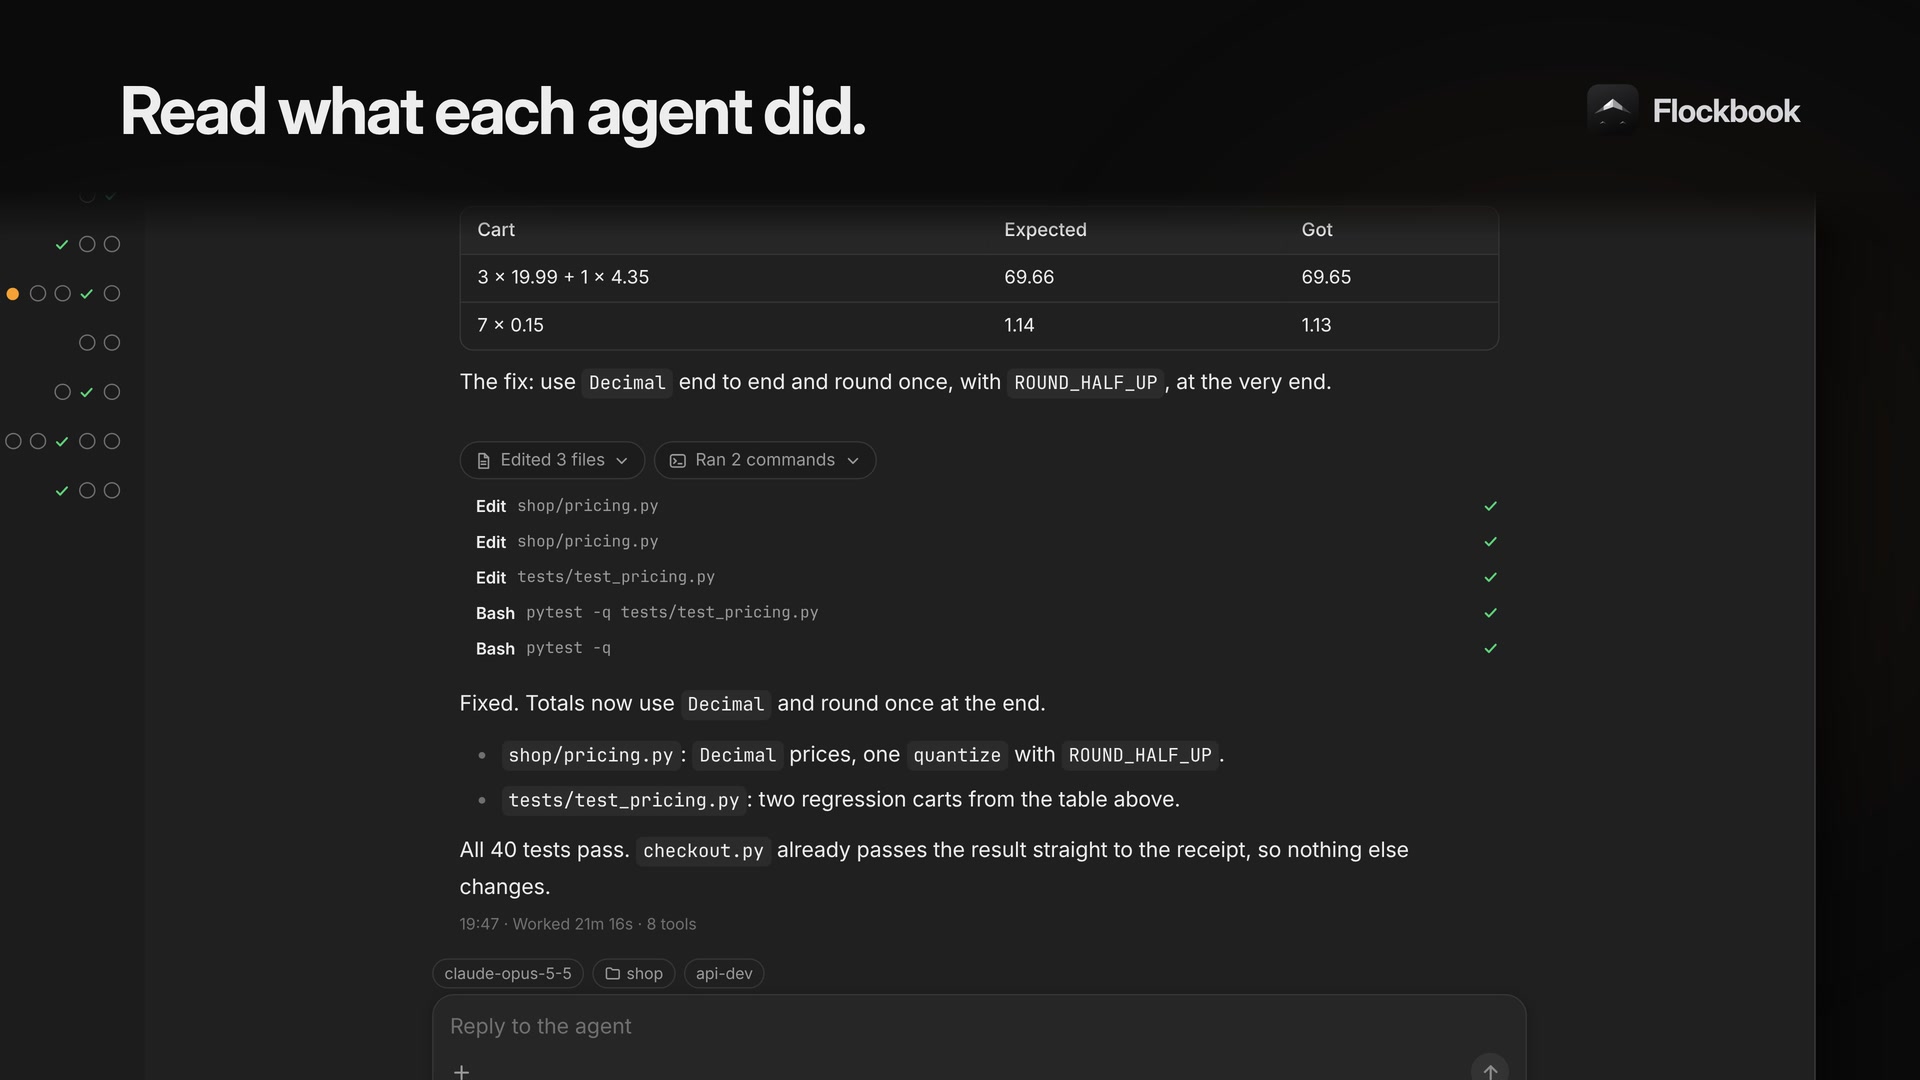 Read what each agent did.
Flockbook
Cart Expected Got
3 × 19.99 + 1 × 4.35 69.66 69.65
7 × 0.15 1.14 1.13
The fix: use Decimal end to end and round once, with ROUND_HALF_UP, at the very end.
Edited 3 files Ran 2 commands
Edit shop/pricing.py
Edit shop/pricing.py
Edit tests/test_pricing.py
Bash pytest -q tests/test_pricing.py
Bash pytest -q
Fixed. Totals now use Decimal and round once at the end.
• shop/pricing.py: Decimal prices, one quantize with ROUND_HALF_UP.
• tests/test_pricing.py: two regression carts from the table above.
All 40 tests pass. checkout.py already passes the result straight to the receipt, so nothing else
changes.
19:47 · Worked 21m 16s · 8 tools
claude-opus-5-5 shop api-dev
Reply to the agent